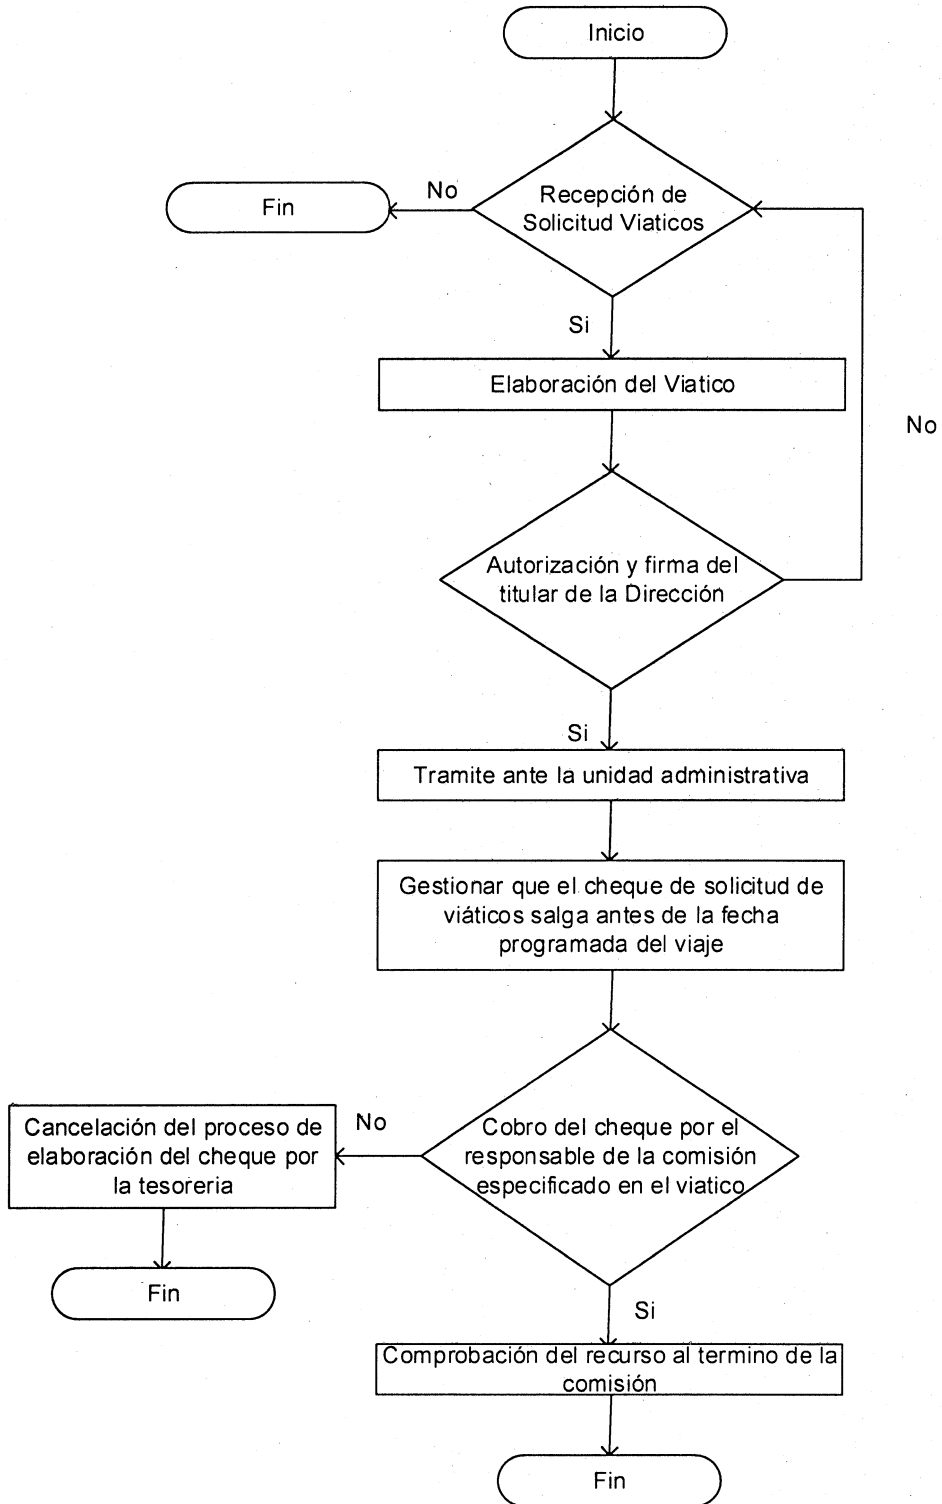 Inicio
Recepción de
Solicitud Viaticos
No
Fin
Si
Elaboración del Viatico
No
Autorización y firma del
titular de la Dirección
Si
Tramite ante la unidad administrativa
Gestionar que el cheque de solicitud de
viáticos salga antes de la fecha
programada del viaje
Cobro del cheque por el
responsable de la comisión
especificado en el viatico
No
Cancelación del proceso de
elaboración del cheque por
la tesoreria
Fin
Si
Comprobación del recurso al termino de la
comisión
Fin